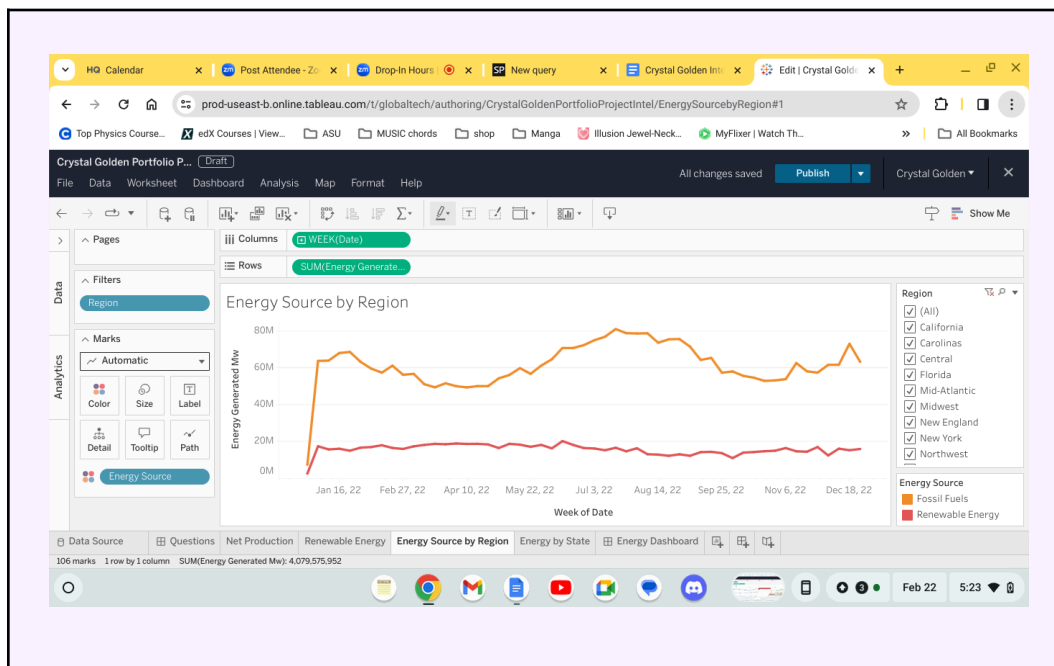 HQ Calendar
Post Attendee - Zo
Drop-In Hours
New query
Crystal Golden Inte
Edit | Crystal Golde
prod-useast-b.online.tableau.com/t/globaltech/authoring/CrystalGoldenPortfolioProjectIntel/EnergySourcebyRegion#1
Top Physics Course... edX Courses | View... ASU MUSIC chords shop Manga Illusion Jewel-Neck... MyFlixer | Watch Th... » All Bookmarks
Crystal Golden Portfolio P... Draft
All changes saved Publish Crystal Golden
File Data Worksheet Dashboard Analysis Map Format Help
Show Me
Data
Analytics
Pages
Filters
Region
Marks
Automatic
Color Size Label
Detail Tooltip Path
Energy Source
iii Columns WEEK(Date)
Rows SUM(Energy Generate...
Energy Source by Region
80M
60M
40M
20M
0M
Energy Generated Mw
Jan 16, 22 Feb 27, 22 Apr 10, 22 May 22, 22 Jul 3, 22 Aug 14, 22 Sep 25, 22 Nov 6, 22 Dec 18, 22
Week of Date
Region
(All)
California
Carolinas
Central
Florida
Mid-Atlantic
Midwest
New England
New York
Northwest
Energy Source
Fossil Fuels
Renewable Energy
Data Source Questions Net Production Renewable Energy Energy Source by Region Energy by State Energy Dashboard
106 marks 1 row by 1 column SUM(Energy Generated Mw): 4,079,575,952
3 Feb 22 5:23